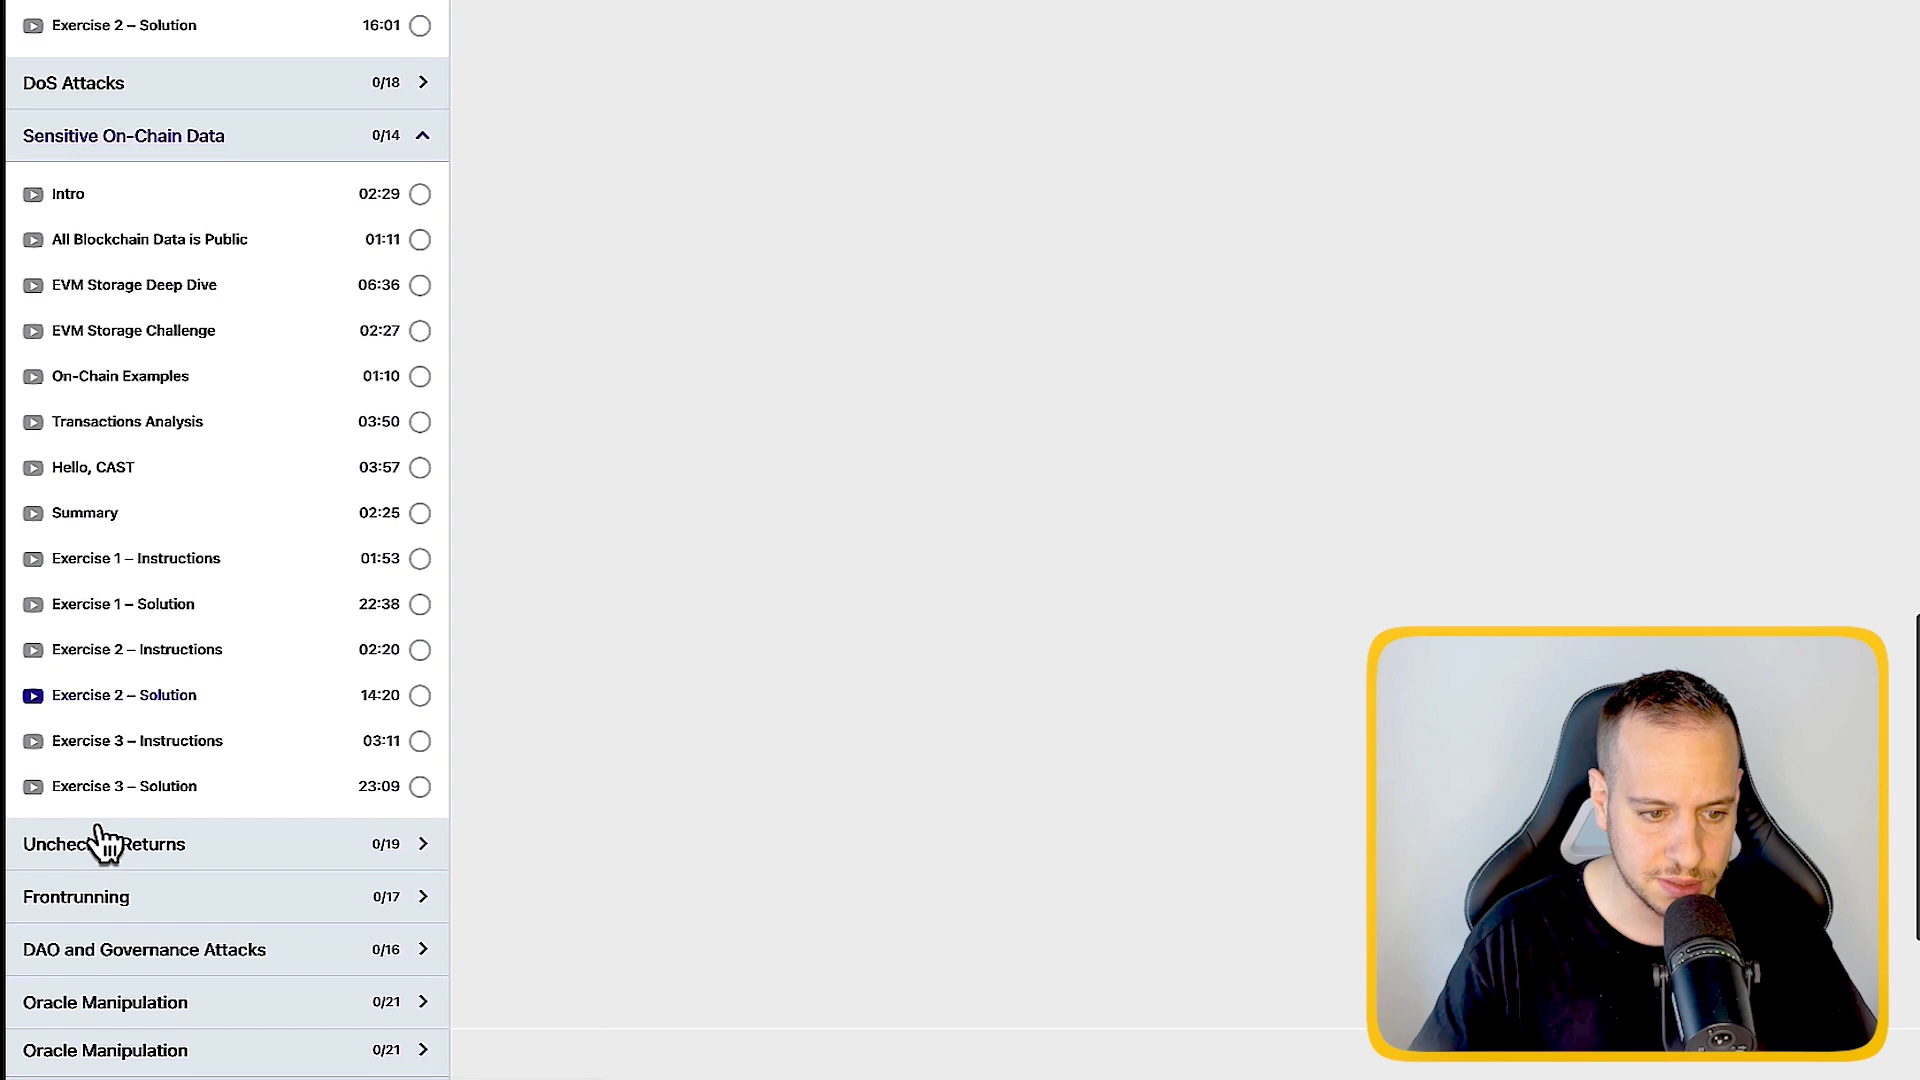 Exercise 2 – Solution 16:01
DoS Attacks 0/18
Sensitive On-Chain Data 0/14
Intro 02:29
All Blockchain Data is Public 01:11
EVM Storage Deep Dive 06:36
EVM Storage Challenge 02:27
On-Chain Examples 01:10
Transactions Analysis 03:50
Hello, CAST 03:57
Summary 02:25
Exercise 1 – Instructions 01:53
Exercise 1 – Solution 22:38
Exercise 2 – Instructions 02:20
Exercise 2 – Solution 14:20
Exercise 3 – Instructions 03:11
Exercise 3 – Solution 23:09
Unchecked Returns 0/19
Frontrunning 0/17
DAO and Governance Attacks 0/16
Oracle Manipulation 0/21
Oracle Manipulation 0/21